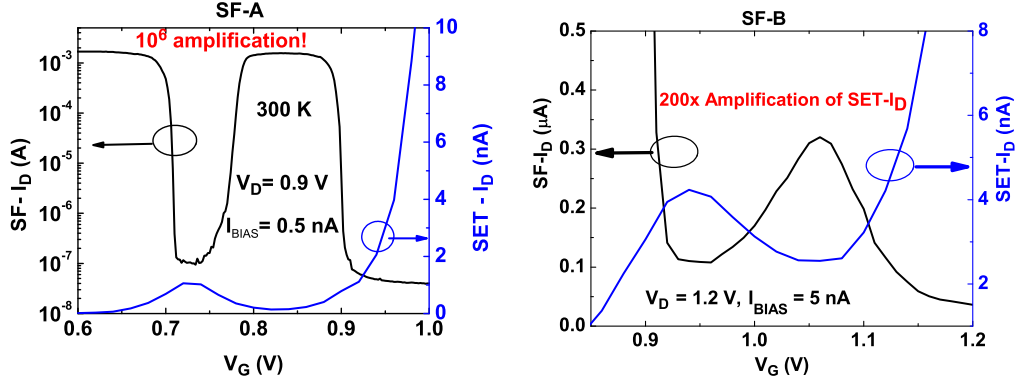 SF-A
10⁶ amplification!
300 K
V_D= 0.9 V
I_BIAS= 0.5 nA
SF- I_D (A)
10⁻³
10⁻⁴
10⁻⁵
10⁻⁶
10⁻⁷
10⁻⁸
0.6 0.7 0.8 0.9 1.0
V_G (V)
10
8
6
4
2
0
SET - I_D (nA)
SF-B
200x Amplification of SET-I_D
V_D = 1.2 V, I_BIAS = 5 nA
SF-I_D (μA)
0.5
0.4
0.3
0.2
0.1
0.0
0.9 1.0 1.1 1.2
V_G (V)
8
6
4
2
SET-I_D (nA)